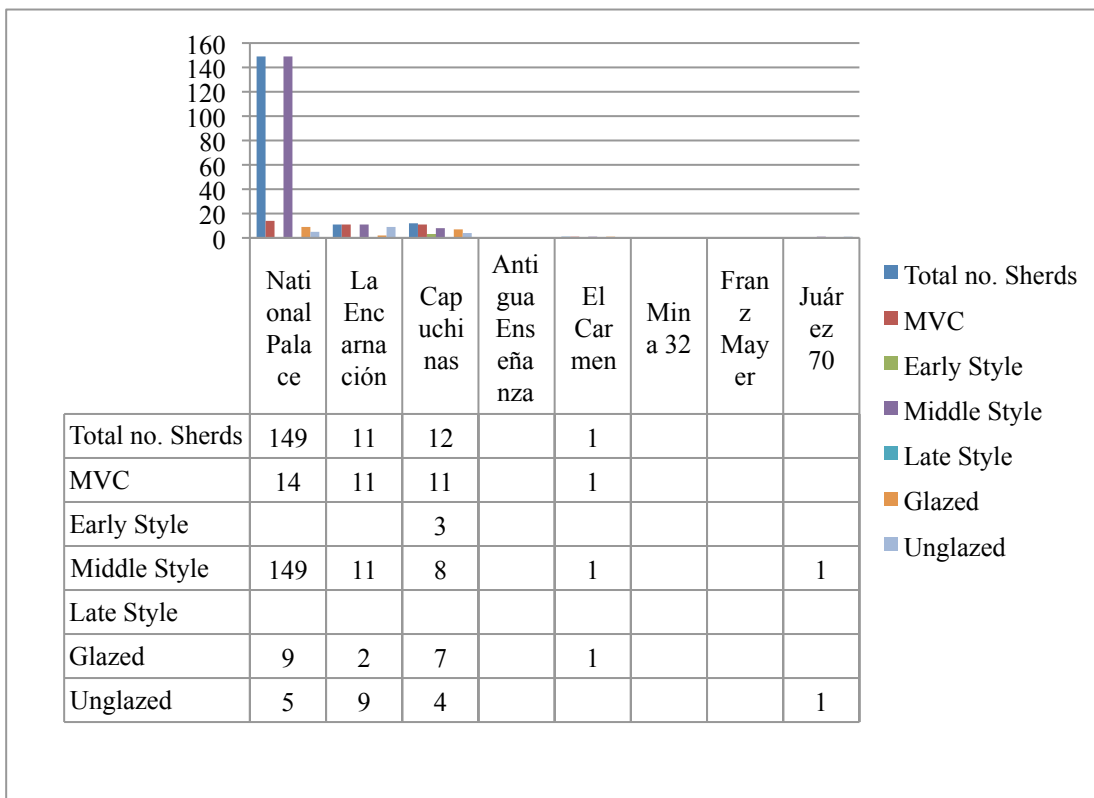 160
140
120
100
80
60
40
20
0
Nati
onal
Pala
ce
La
Enc
arna
ción
Cap
uchi
nas
Anti
gua
Ens
eña
nza
El
Car
men
Min
a 32
Fran
z
May
er
Juár
ez
70
Total no. Sherds 149 11 12 1
MVC 14 11 11 1
Early Style 3
Middle Style 149 11 8 1 1
Late Style
Glazed 9 2 7 1
Unglazed 5 9 4 1
Total no. Sherds
MVC
Early Style
Middle Style
Late Style
Glazed
Unglazed